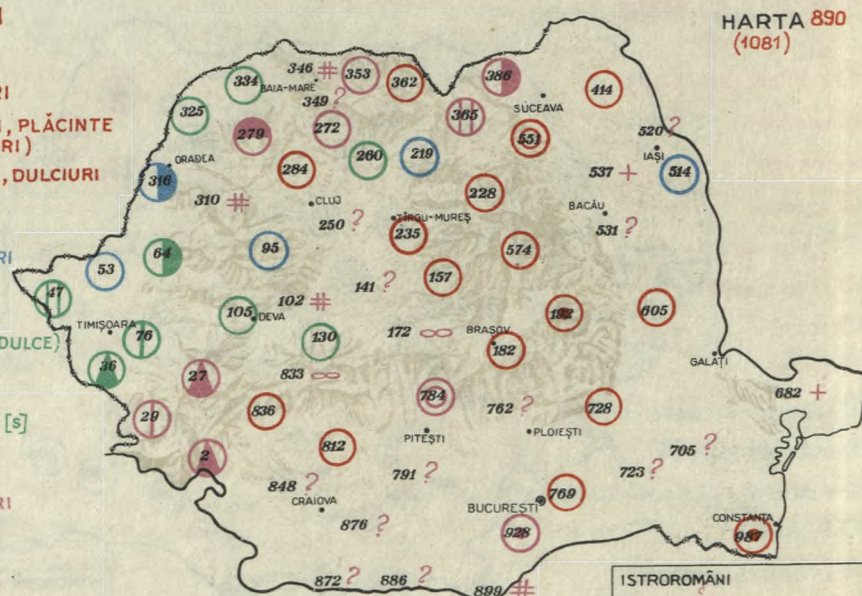 HARTA 890
(1081)
RI
, PLĂCINTE
RI)
, DULCIURI
RI
DULCE)
[s]
RI
334
346 #
353
362
386
414
BAIA-MARE
349 ?
SUCEAVA
325
279
272
365
551
520 ?
IAȘI
ORADEA
284
260
219
537 +
514
316
310 #
CLUJ
228
BACĂU
250 ?
TÎRGU-MUREȘ
531 ?
235
64
95
574
53
141 ?
157
47
102 #
105
DEVA
192
605
TIMIȘOARA
76
130
172 ∞
BRAȘOV
182
GALAȚI
36
27
833 ∞
682 +
29
836
784
762 ?
728
PITEȘTI
PLOIEȘTI
2
812
791 ?
723 ?
705 ?
848 ?
CRAIOVA
769
BUCUREȘTI
876 ?
928
CONSTANȚA
987
872 ?
886 ?
899 #
ISTROROMÂNI